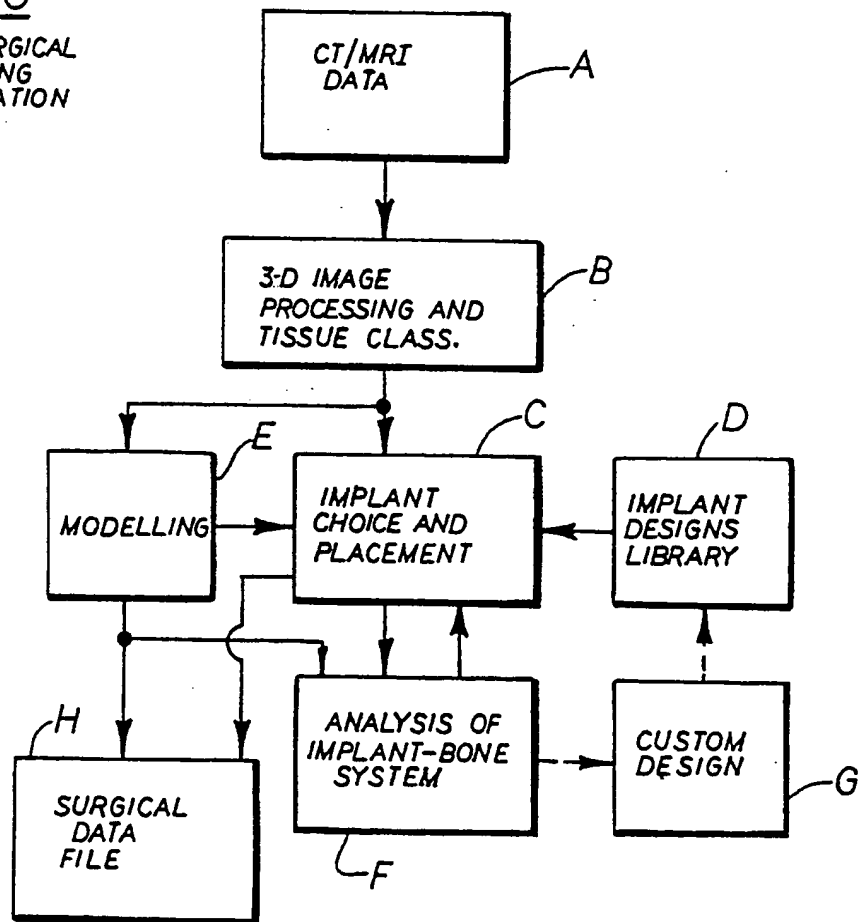 CT/MRI
DATA
A
3-D IMAGE
PROCESSING AND
TISSUE CLASS.
B
E
MODELLING
C
IMPLANT
CHOICE AND
PLACEMENT
D
IMPLANT
DESIGNS
LIBRARY
H
SURGICAL
DATA
FILE
ANALYSIS OF
IMPLANT-BONE
SYSTEM
F
CUSTOM
DESIGN
G